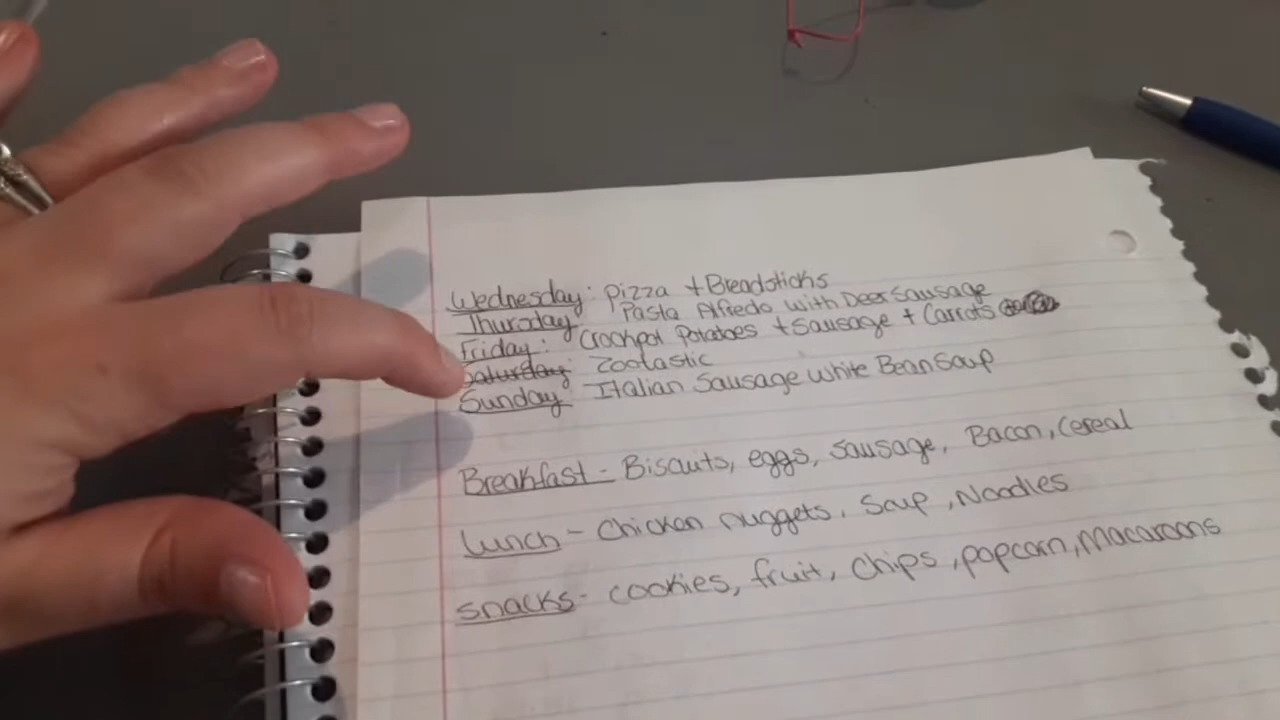 Wednesday: Pizza + Breadsticks
Thursday Pasta Alfredo with Deer Sausage
Friday: Crockpot Potatoes + Sausage + Carrots
Saturday: Zootastic
Sunday: Italian Sausage White Bean Soup
Breakfast - Biscuits, eggs, sausage, Bacon, Cereal
Lunch - Chicken nuggets, Soup, Noodles
snacks - cookies, fruit, Chips, popcorn, Macaroons